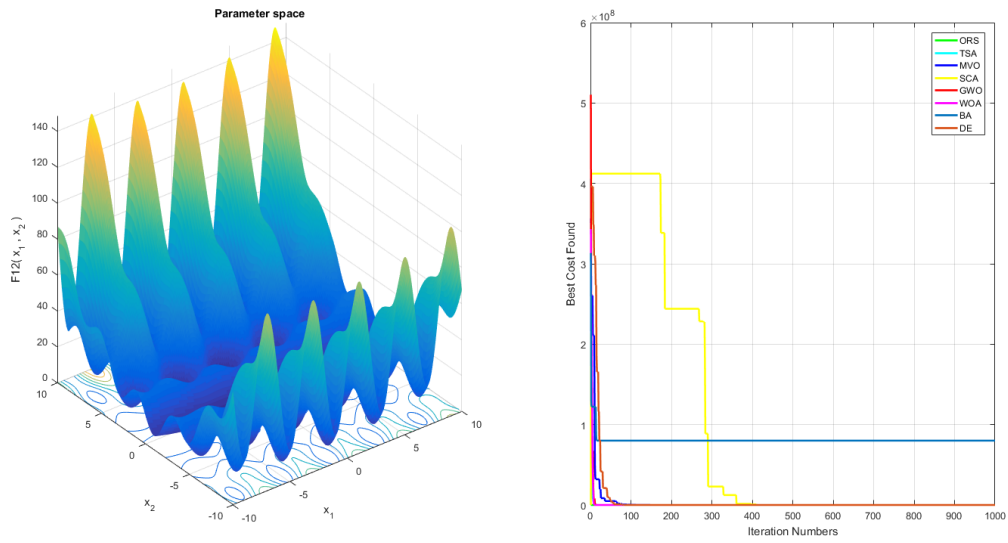 Parameter space
F12( x1 , x2 )
140
120
100
80
60
40
20
0
10
5
0
-5
-10
x2
-10
-5
0
5
10
x1
×10^8
6
5
4
3
2
1
0
Best Cost Found
0 100 200 300 400 500 600 700 800 900 1000
Iteration Numbers
ORS
TSA
MVO
SCA
GWO
WOA
BA
DE